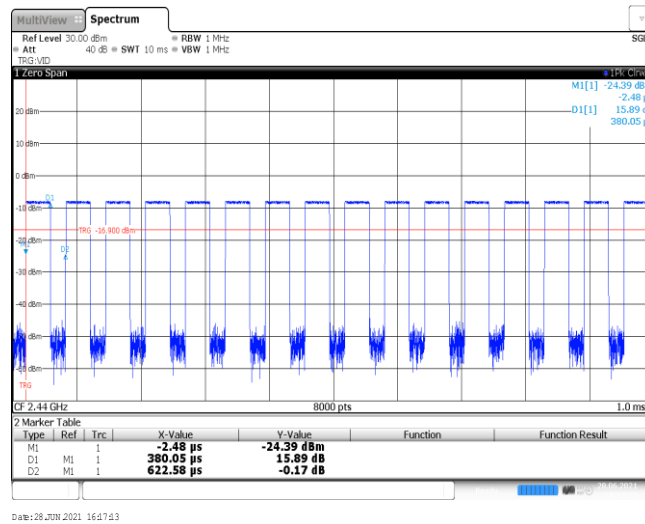 MultiView Spectrum
Ref Level 30.00 dBm RBW 1 MHz SGL
Att 40 dB SWT 10 ms VBW 1 MHz
TRG:VID
1 Zero Span 1Pk Clrw
M1[1] -24.39 dB
-2.48
D1[1] 15.89
380.05
20 dBm
10 dBm
0 dBm
D1
-10 dBm
TRG -16.900 dBm
-20 dBm
M1
D2
-30 dBm
-40 dBm
-50 dBm
-60 dBm
TRG
CF 2.44 GHz 8000 pts 1.0 ms
2 Marker Table
Type Ref Trc X-Value Y-Value Function Function Result
M1 1 -2.48 µs -24.39 dBm
D1 M1 1 380.05 µs 15.89 dB
D2 M1 1 622.58 µs -0.17 dB
28.06.2021
Date:28.JUN.2021 16:17:13